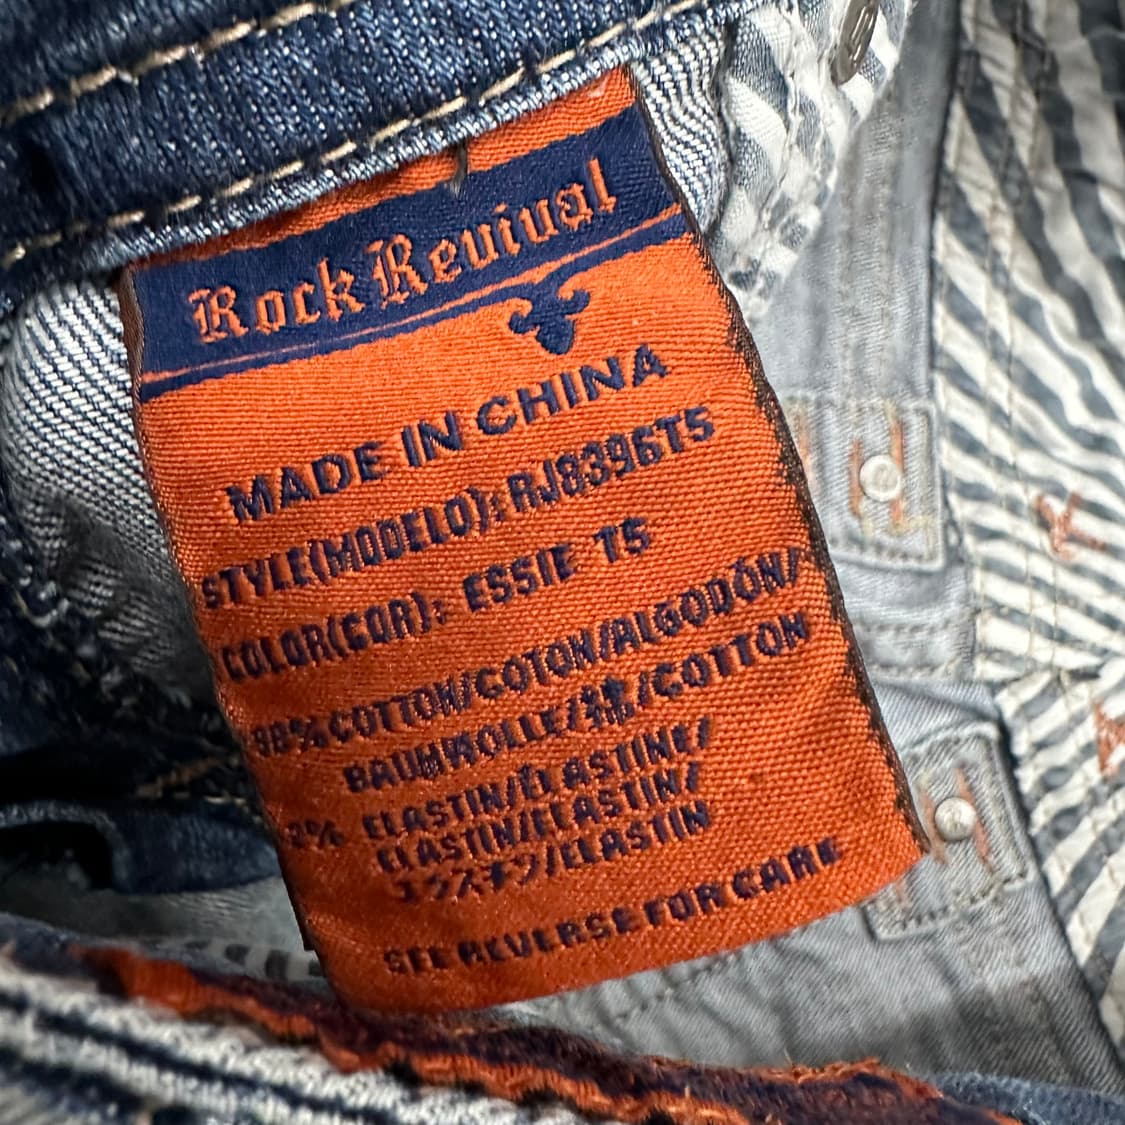 Rock Revival
MADE IN CHINA
STYLE(MODELO): RJ8396T5
COLOR(COR): ESSIE T5
98% COTTON/COTON/ALGODÓN/
BAUMWOLLE/綿/COTTON
2% ELASTIN/ÉLASTINE/
ELASTIN/ELASTIN/
エラスチン/ELASTIN
SEE REVERSE FOR CARE